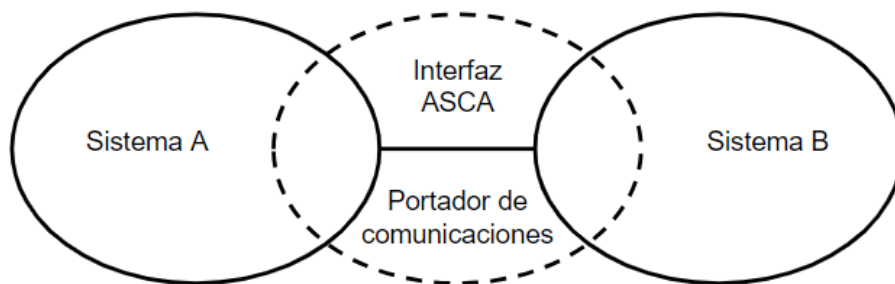 Interfaz
ASCA
Sistema A
Sistema B
Portador de
comunicaciones